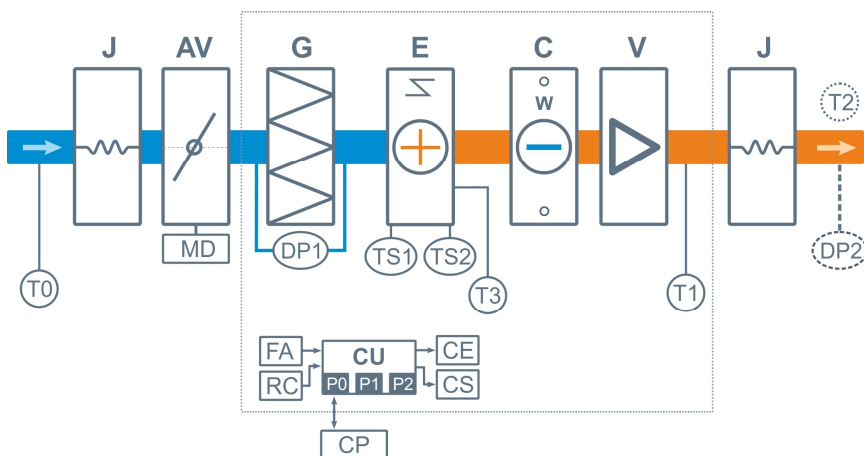 J AV G E C V J
T2
W
MD DP1 TS1 TS2 DP2
T0 T3 T1
FA CU CE
RC P0 P1 P2 CS
CP